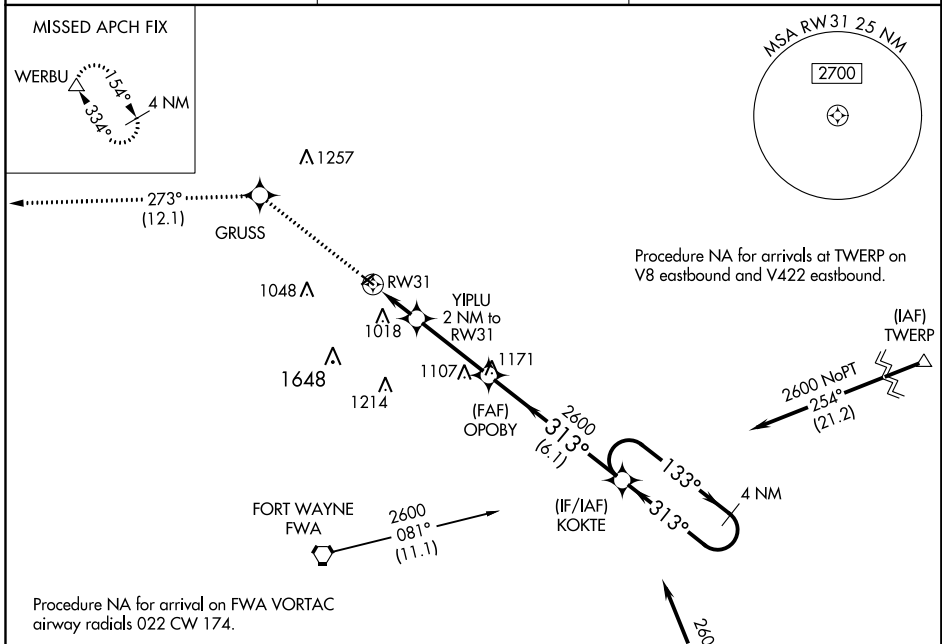 MISSED APCH FIX
WERBU
154°
334°
4 NM
MSA RW31 25 NM
2700
1257
273°
(12.1)
GRUSS
Procedure NA for arrivals at TWERP on
V8 eastbound and V422 eastbound.
1048
RW31
YIPLU
2 NM to
RW31
1018
(IAF)
TWERP
1648
1107
1171
1214
2600 NoPT
254°
(21.2)
(FAF)
OPOBY
2600
313°
(6.1)
133°
4 NM
313°
(IF/IAF)
KOKTE
FORT WAYNE
FWA
2600
081°
(11.1)
Procedure NA for arrival on FWA VORTAC
airway radials 022 CW 174.